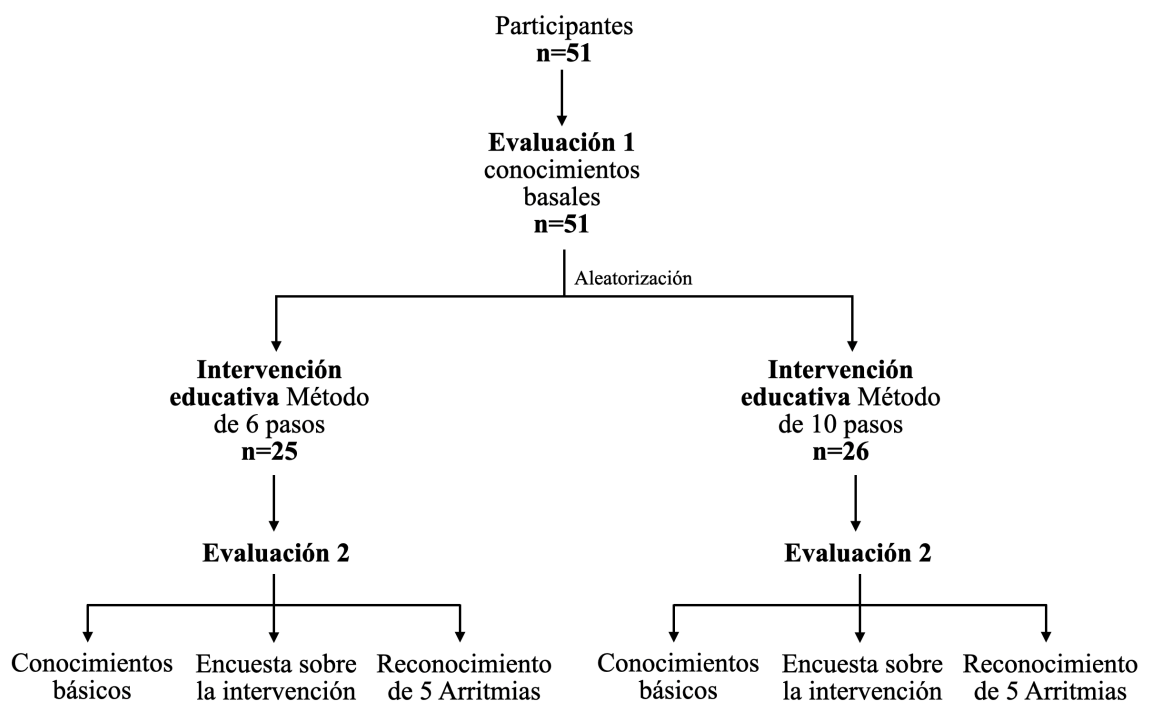 Participantes
n=51
Evaluación 1
conocimientos
basales
n=51
Aleatorización
Intervención
educativa Método
de 6 pasos
n=25
Intervención
educativa Método
de 10 pasos
n=26
Evaluación 2
Evaluación 2
Conocimientos
básicos
Encuesta sobre
la intervención
Reconocimiento
de 5 Arritmias
Conocimientos
básicos
Encuesta sobre
la intervención
Reconocimiento
de 5 Arritmias